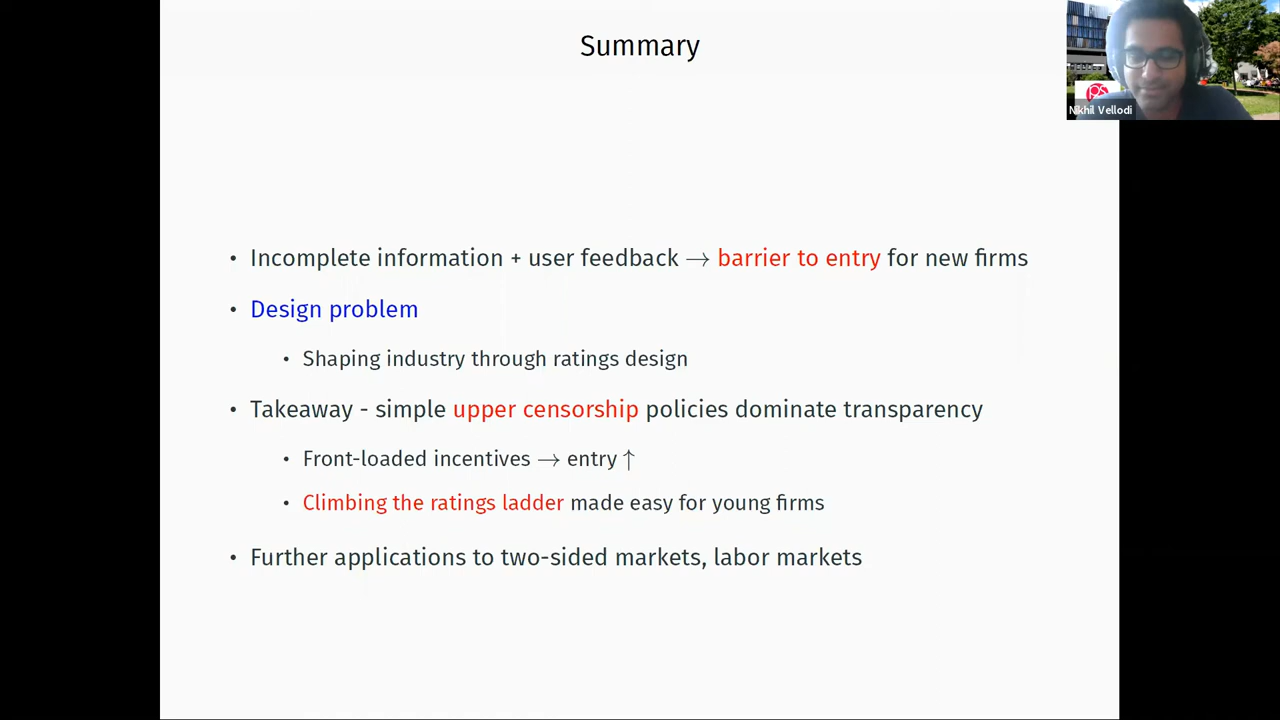 Summary
• Incomplete information + user feedback → barrier to entry for new firms
• Design problem
• Shaping industry through ratings design
• Takeaway - simple upper censorship policies dominate transparency
• Front-loaded incentives → entry ↑
• Climbing the ratings ladder made easy for young firms
• Further applications to two-sided markets, labor markets
Nikhil Vellodi